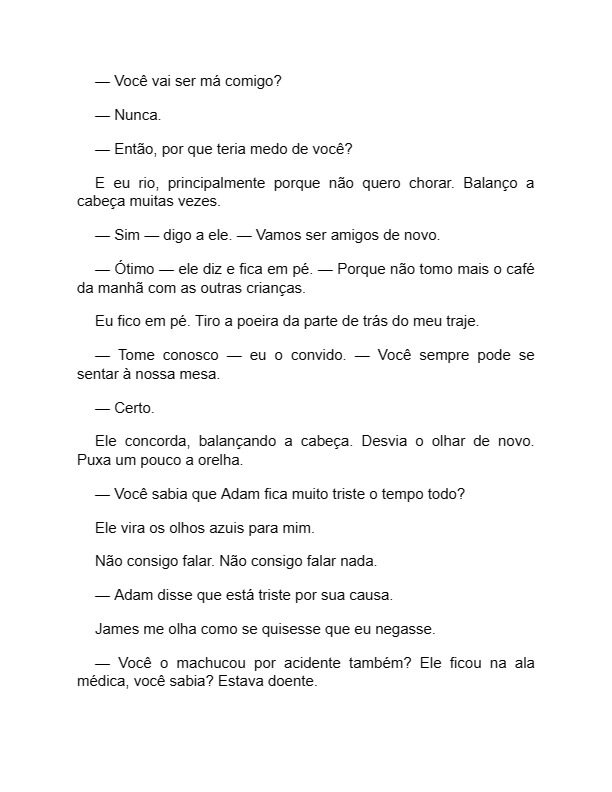 — Você vai ser má comigo?
— Nunca.
— Então, por que teria medo de você?
E eu rio, principalmente porque não quero chorar. Balanço a
cabeça muitas vezes.
— Sim — digo a ele. — Vamos ser amigos de novo.
— Ótimo — ele diz e fica em pé. — Porque não tomo mais o café
da manhã com as outras crianças.
Eu fico em pé. Tiro a poeira da parte de trás do meu traje.
— Tome conosco — eu o convido. — Você sempre pode se
sentar à nossa mesa.
— Certo.
Ele concorda, balançando a cabeça. Desvia o olhar de novo.
Puxa um pouco a orelha.
— Você sabia que Adam fica muito triste o tempo todo?
Ele vira os olhos azuis para mim.
Não consigo falar. Não consigo falar nada.
— Adam disse que está triste por sua causa.
James me olha como se quisesse que eu negasse.
— Você o machucou por acidente também? Ele ficou na ala
médica, você sabia? Estava doente.